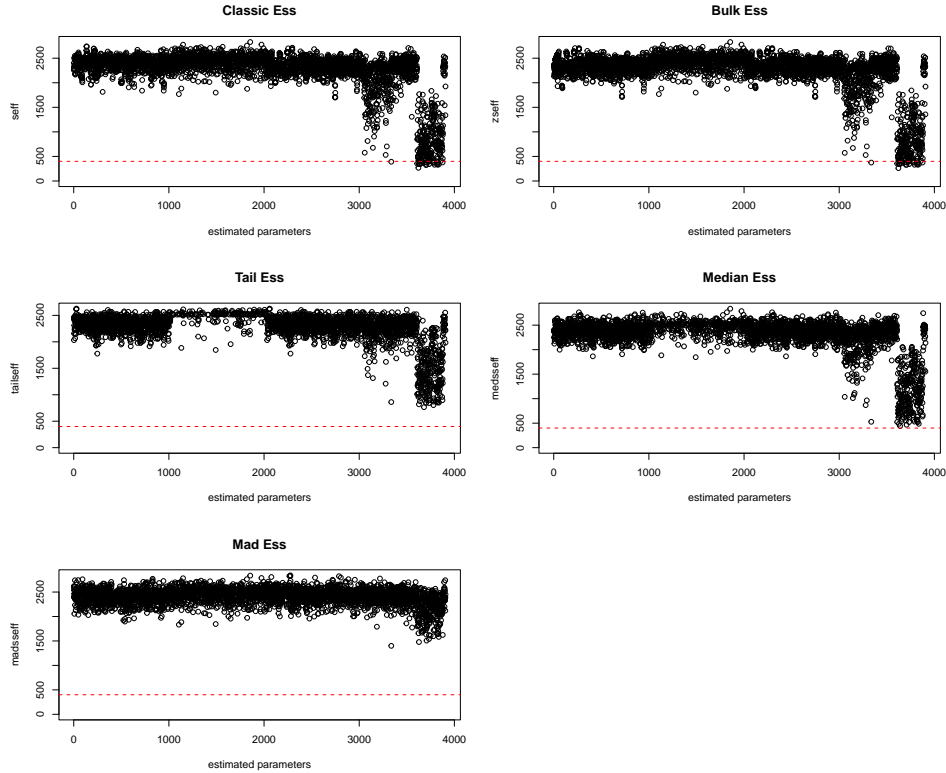 Classic Ess
seff
2500
1500
500
0
0 1000 2000 3000 4000
estimated parameters
Bulk Ess
zseff
2500
1500
500
0
0 1000 2000 3000 4000
estimated parameters
Tail Ess
tailseff
2500
1500
500
0
0 1000 2000 3000 4000
estimated parameters
Median Ess
medsseff
2500
1500
500
0
0 1000 2000 3000 4000
estimated parameters
Mad Ess
madsseff
2500
1500
500
0
0 1000 2000 3000 4000
estimated parameters